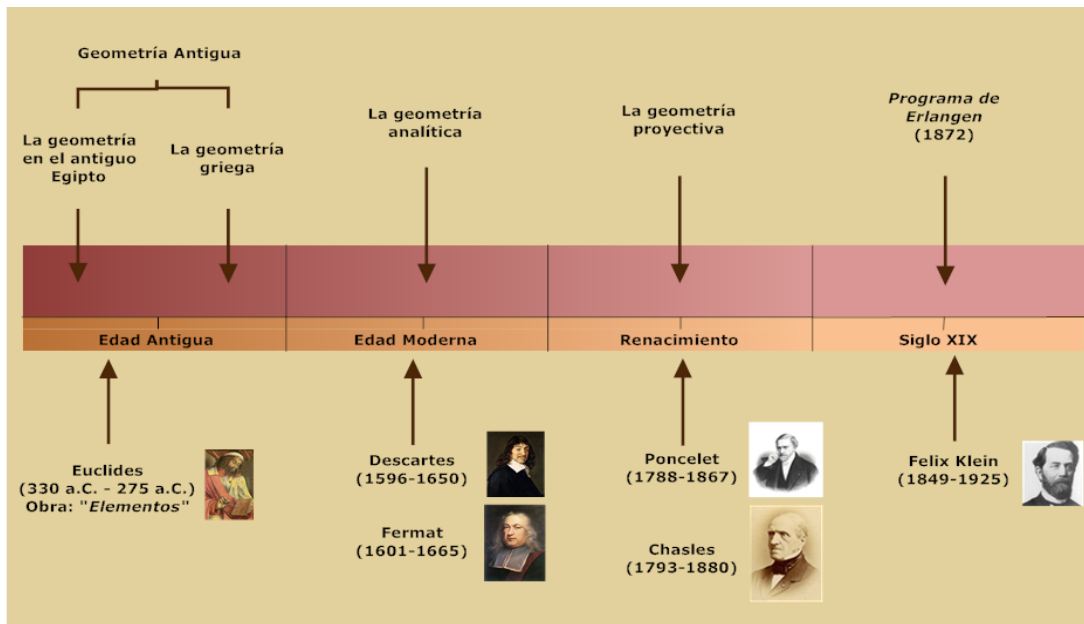 Geometría Antigua
La geometría
en el antiguo
Egipto
La geometría
griega
La geometría
analítica
La geometría
proyectiva
Programa de
Erlangen
(1872)
Edad Antigua
Edad Moderna
Renacimiento
Siglo XIX
Euclides
(330 a.C. - 275 a.C.)
Obra: "Elementos"
Descartes
(1596-1650)
Fermat
(1601-1665)
Poncelet
(1788-1867)
Chasles
(1793-1880)
Felix Klein
(1849-1925)